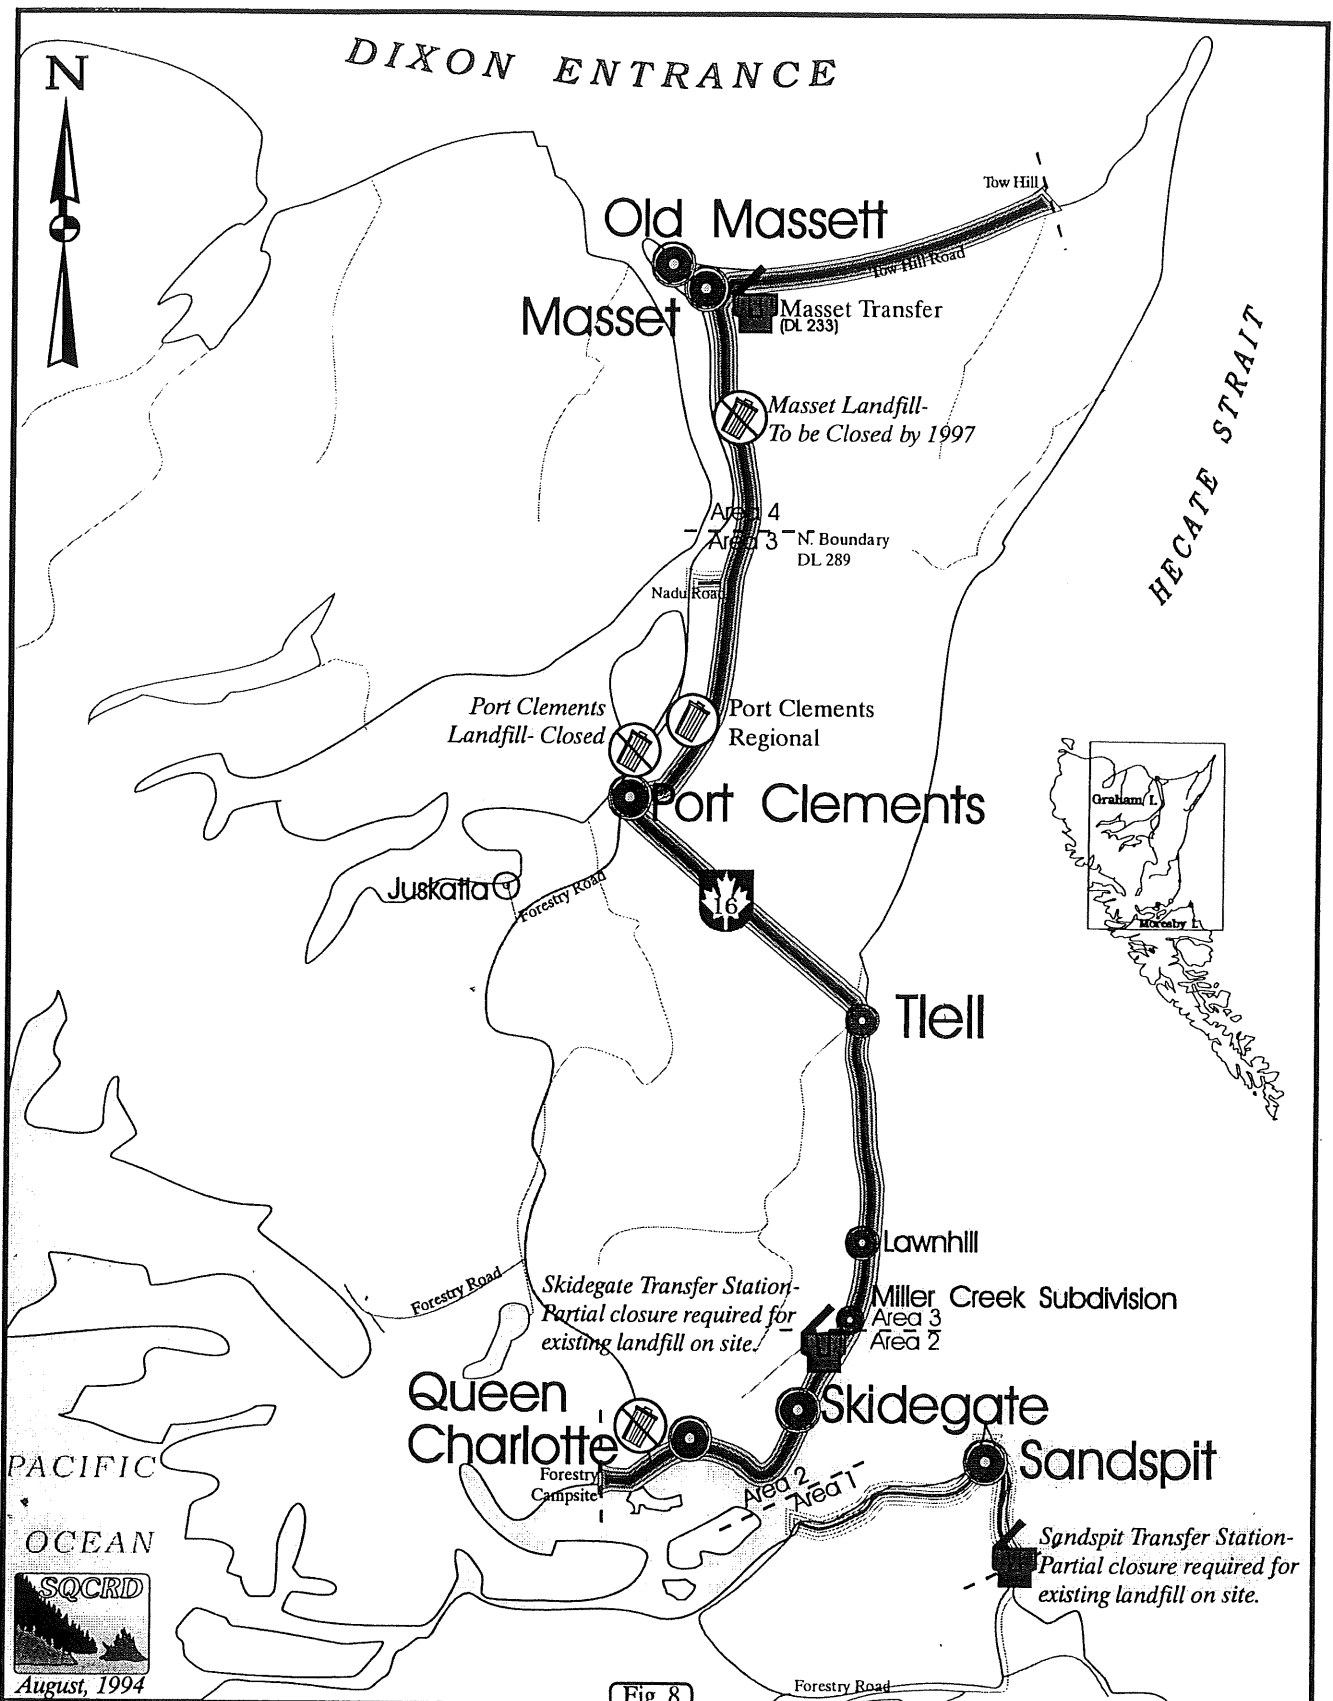 DIXON ENTRANCE
N
Tow Hill
Old Massett
Tow Hill Road
Masset
Masset Transfer
(DL 233)
HECATE STRAIT
Masset Landfill-
To be Closed by 1997
Area 4
Area 3
N. Boundary
DL 289
Nadu Road
Port Clements
Landfill- Closed
Port Clements
Regional
Port Clements
Graham I.
Moresby I.
Juskatla
Forestry Road
16
Tlell
Lawnhill
Forestry Road
Skidegate Transfer Station-
Partial closure required for
existing landfill on site.
Miller Creek Subdivision
Area 3
Area 2
Queen
Charlotte
Skidegate
Sandspit
Forestry
Campsite
Area 2
Area 1
PACIFIC
OCEAN
Sandspit Transfer Station-
Partial closure required for
existing landfill on site.
SQCRD
August, 1994
Fig. 8
Forestry Road